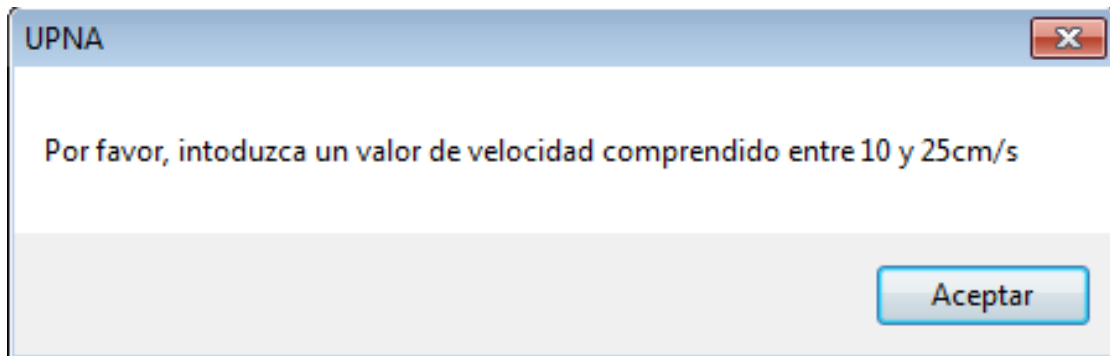 UPNA
Por favor, intoduzca un valor de velocidad comprendido entre 10 y 25cm/s
Aceptar